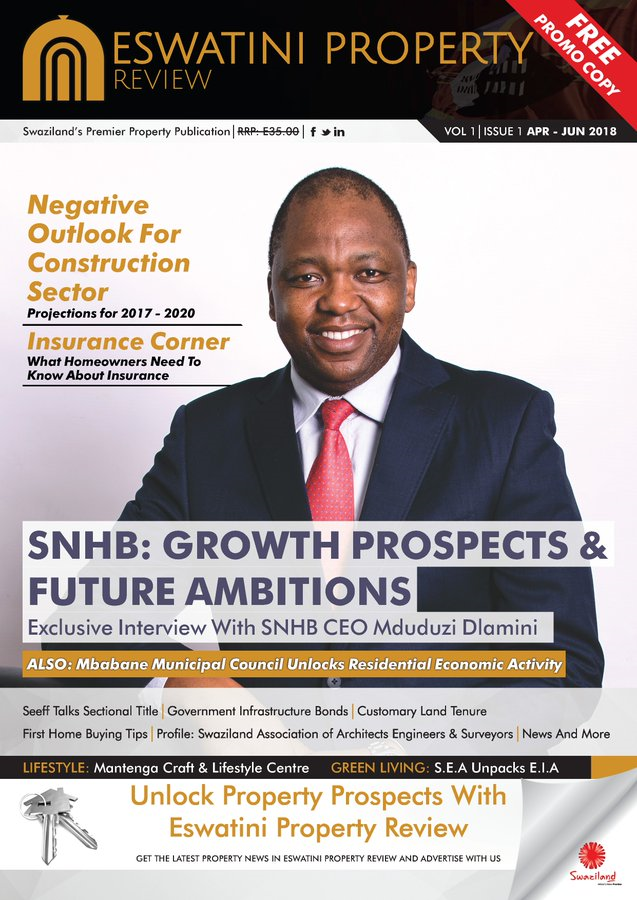 ESWATINI PROPERTY
REVIEW
FREE
PROMO COPY
Swaziland's Premier Property Publication | RRP: E35.00 |
VOL 1 | ISSUE 1 APR - JUN 2018
Negative
Outlook For
Construction
Sector
Projections for 2017 - 2020
Insurance Corner
What Homeowners Need To
Know About Insurance
SNHB: GROWTH PROSPECTS &
FUTURE AMBITIONS
Exclusive Interview With SNHB CEO Mduduzi Dlamini
ALSO: Mbabane Municipal Council Unlocks Residential Economic Activity
Seeff Talks Sectional Title | Government Infrastructure Bonds | Customary Land Tenure
First Home Buying Tips | Profile: Swaziland Association of Architects Engineers & Surveyors | News And More
LIFESTYLE: Mantenga Craft & Lifestyle Centre GREEN LIVING: S.E.A Unpacks E.I.A
Unlock Property Prospects With
Eswatini Property Review
GET THE LATEST PROPERTY NEWS IN ESWATINI PROPERTY REVIEW AND ADVERTISE WITH US
Swaziland